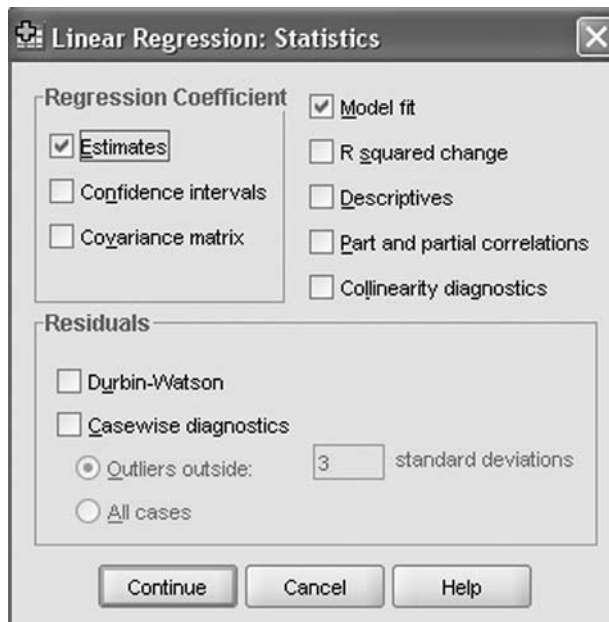 Linear Regression: Statistics
Regression Coefficient
Estimates
Confidence intervals
Covariance matrix
Model fit
R squared change
Descriptives
Part and partial correlations
Collinearity diagnostics
Residuals
Durbin-Watson
Casewise diagnostics
Outliers outside: 3 standard deviations
All cases
Continue Cancel Help